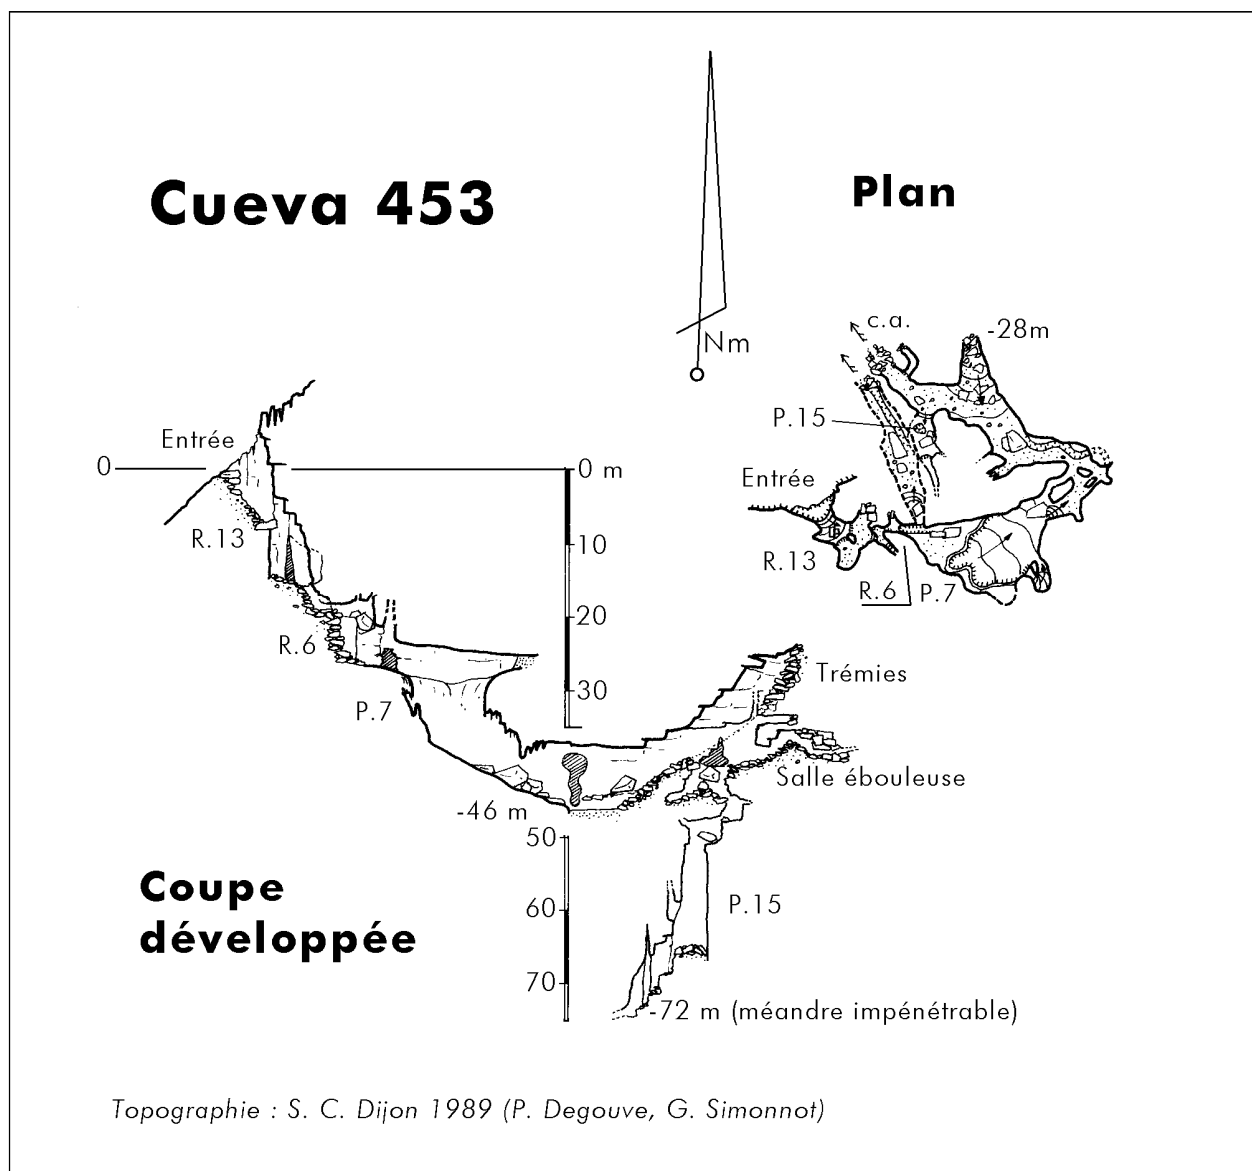 Cueva 453
Plan
Nm
c.a.
-28m
P.15
Entrée
R.13
R.6
P.7
Entrée
0
0 m
R.13
10
20
R.6
30
P.7
Trémies
Salle ébouleuse
-46 m
50
60
P.15
70
-72 m (méandre impénétrable)
Coupe
développée
Topographie : S. C. Dijon 1989 (P. Degouve, G. Simonnot)